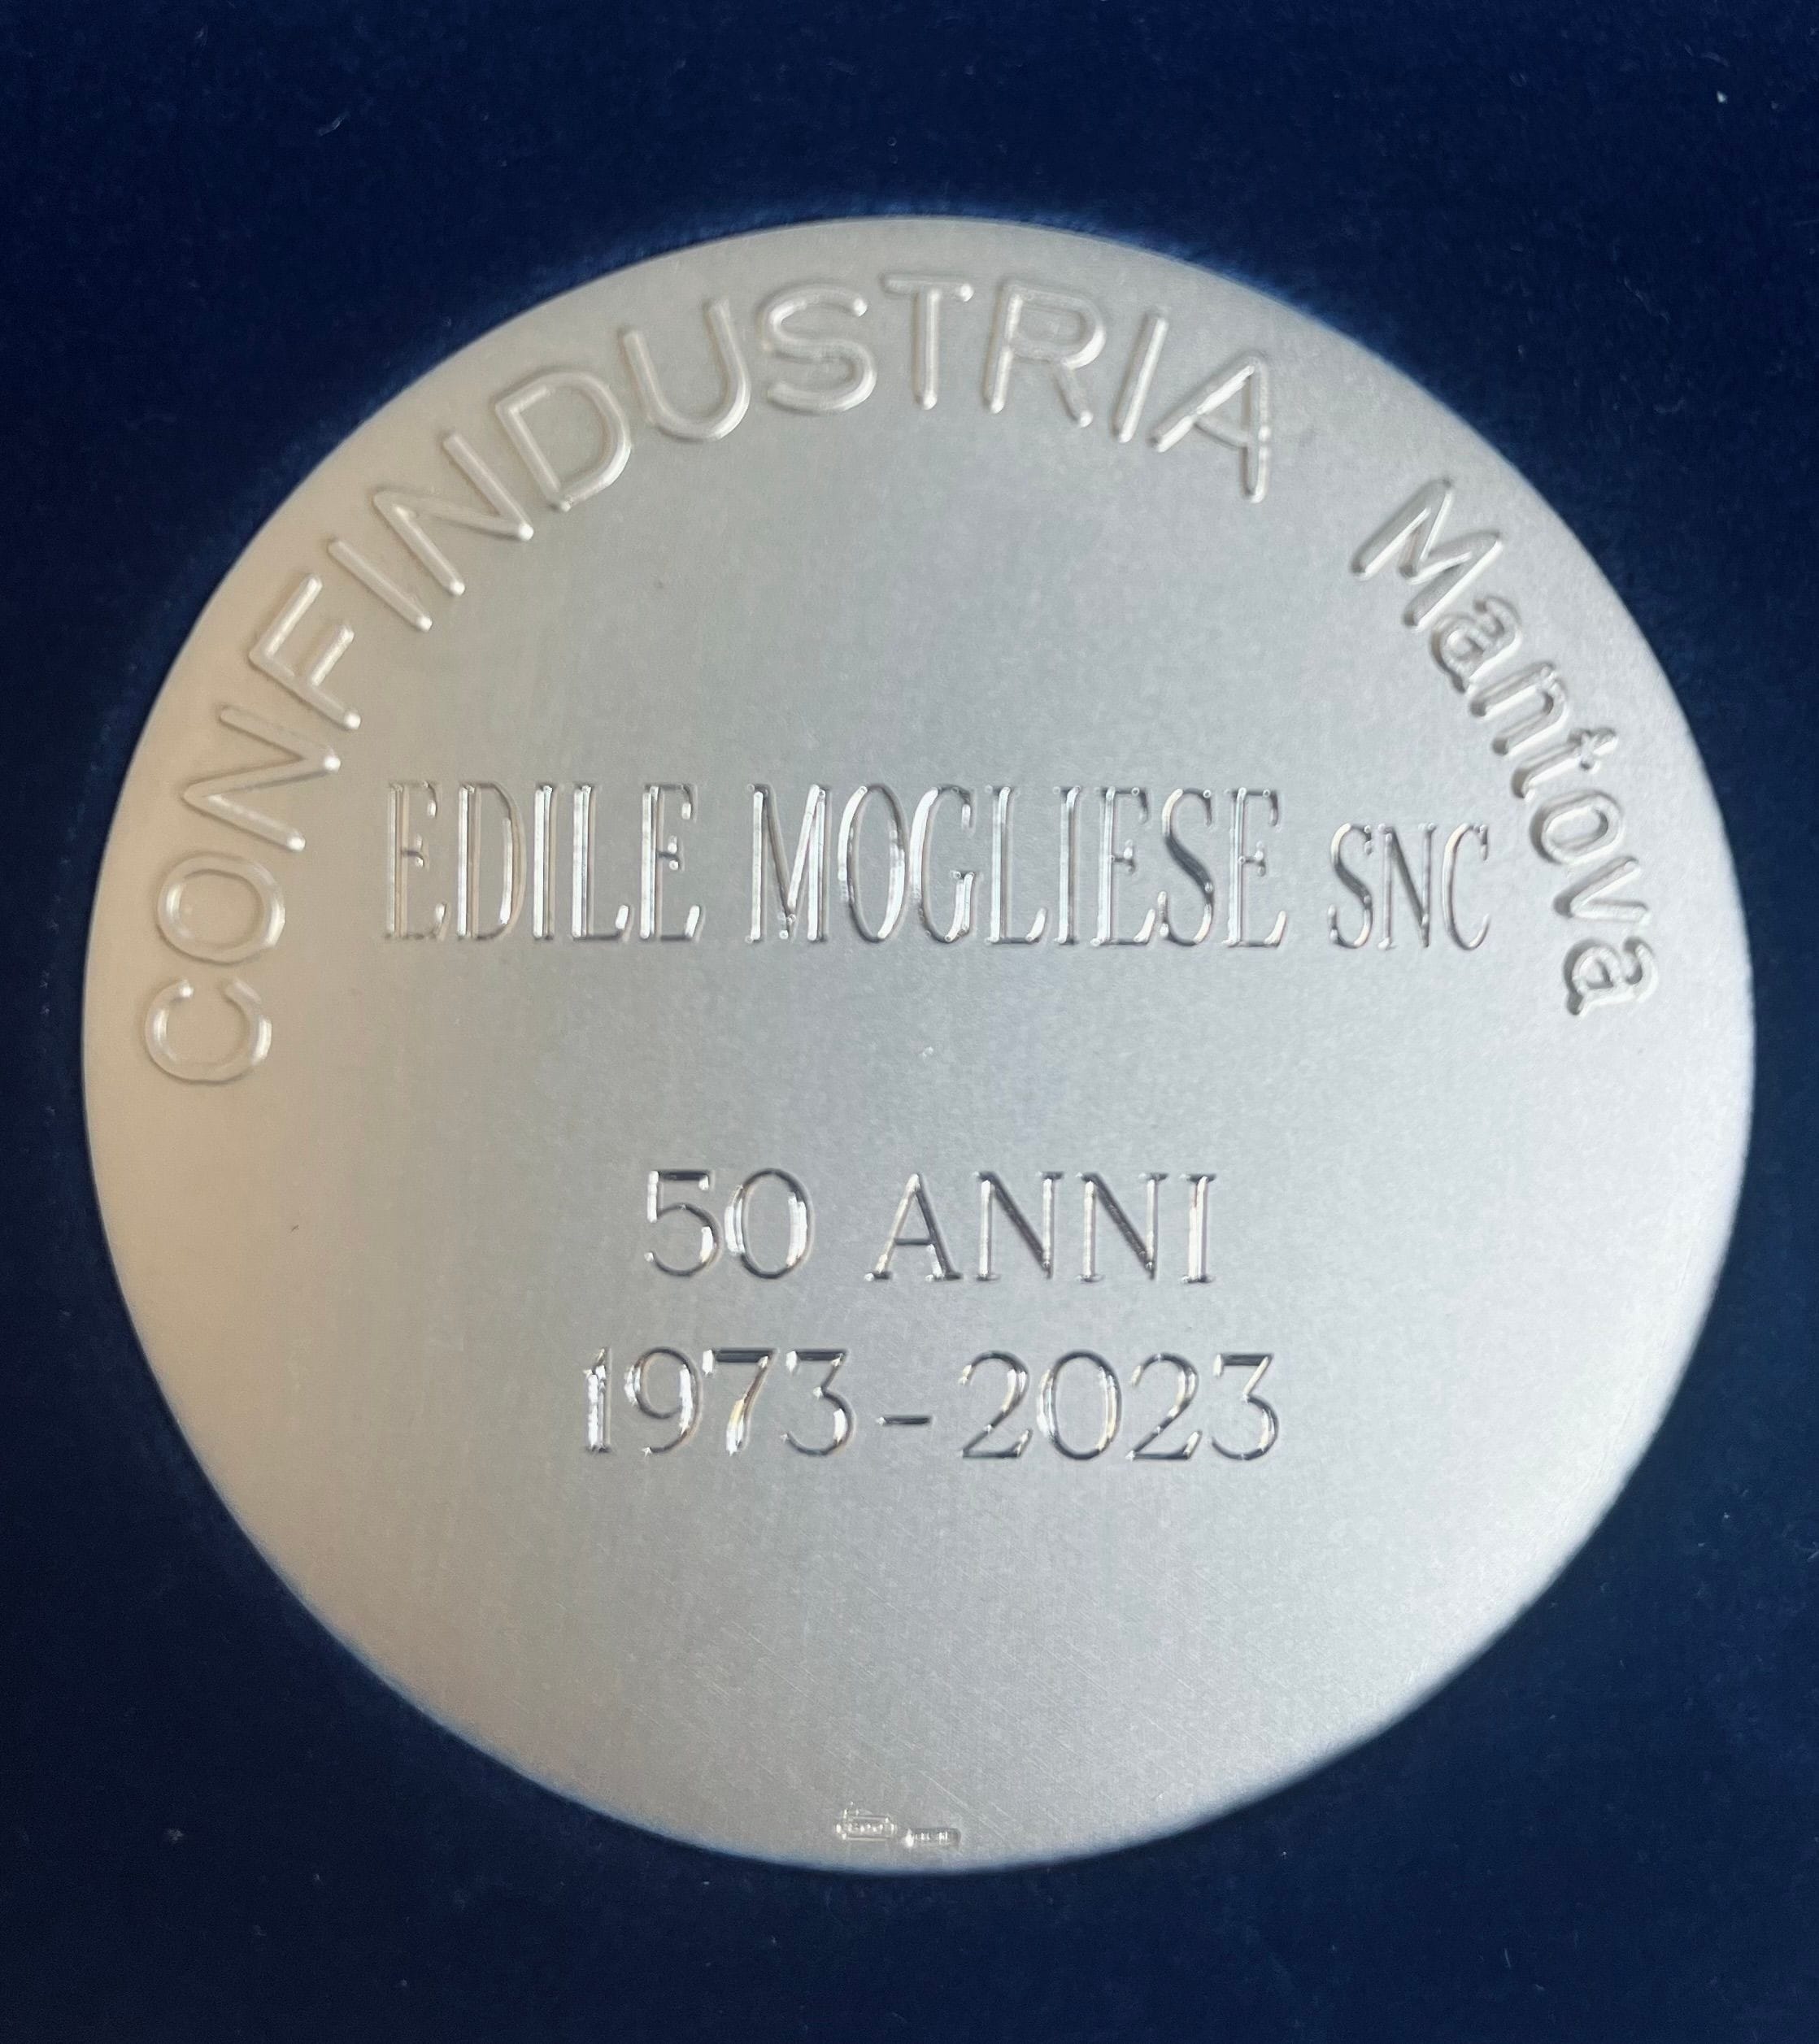 CONFINDUSTRIA Mantova
EDILE MOGLIESE SNC
50 ANNI
1973-2023